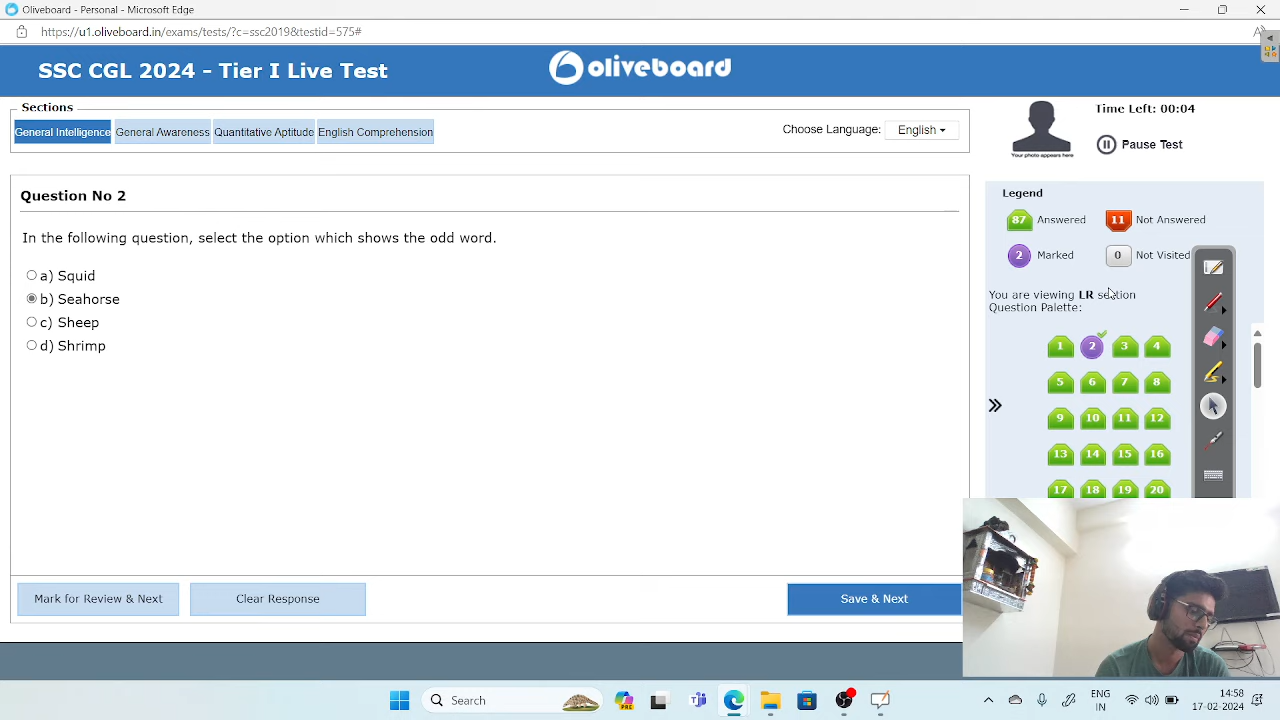 Oliveboard - Personal - Microsoft Edge
https://u1.oliveboard.in/exams/tests/?c=ssc2019&testid=575#
SSC CGL 2024 - Tier I Live Test
oliveboard
Sections
General Intelligence
General Awareness
Quantitative Aptitude
English Comprehension
Choose Language:
English
Your photo appears here
Time Left: 00:04
Pause Test
Question No 2
In the following question, select the option which shows the odd word.
a) Squid
b) Seahorse
c) Sheep
d) Shrimp
Legend
87 Answered
11 Not Answered
2 Marked
0 Not Visited
You are viewing LR section
Question Palette:
1 2 3 4
5 6 7 8
9 10 11 12
13 14 15 16
17 18 19 20
Mark for Review & Next
Clear Response
Save & Next
Search
PRE
ENG
IN
14:58
17-02-2024